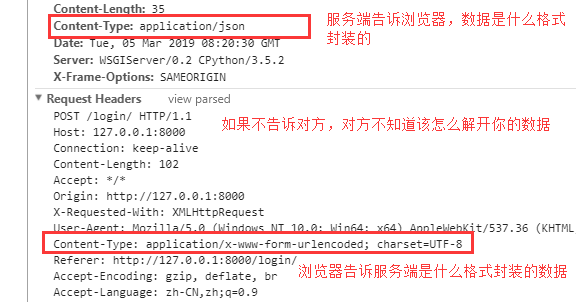 Content-Length: 35
Content-Type: application/json
服务端告诉浏览器，数据是什么格式
封装的
Date: Tue, 05 Mar 2019 08:20:30 GMT
Server: WSGIServer/0.2 CPython/3.5.2
X-Frame-Options: SAMEORIGIN
Request Headers view parsed
POST /login/ HTTP/1.1
Host: 127.0.0.1:8000
如果不告诉对方，对方不知道该怎么解开你的数据
Connection: keep-alive
Content-Length: 102
Accept: */*
Origin: http://127.0.0.1:8000
X-Requested-With: XMLHttpRequest
User-Agent: Mozilla/5.0 (Windows NT 10.0; Win64; x64) AppleWebKit/537.36 (KHTML
Content-Type: application/x-www-form-urlencoded; charset=UTF-8
Referer: http://127.0.0.1:8000/login/
浏览器告诉服务端是什么格式封装的数据
Accept-Encoding: gzip, deflate, br
Accept-Language: zh-CN,zh;q=0.9